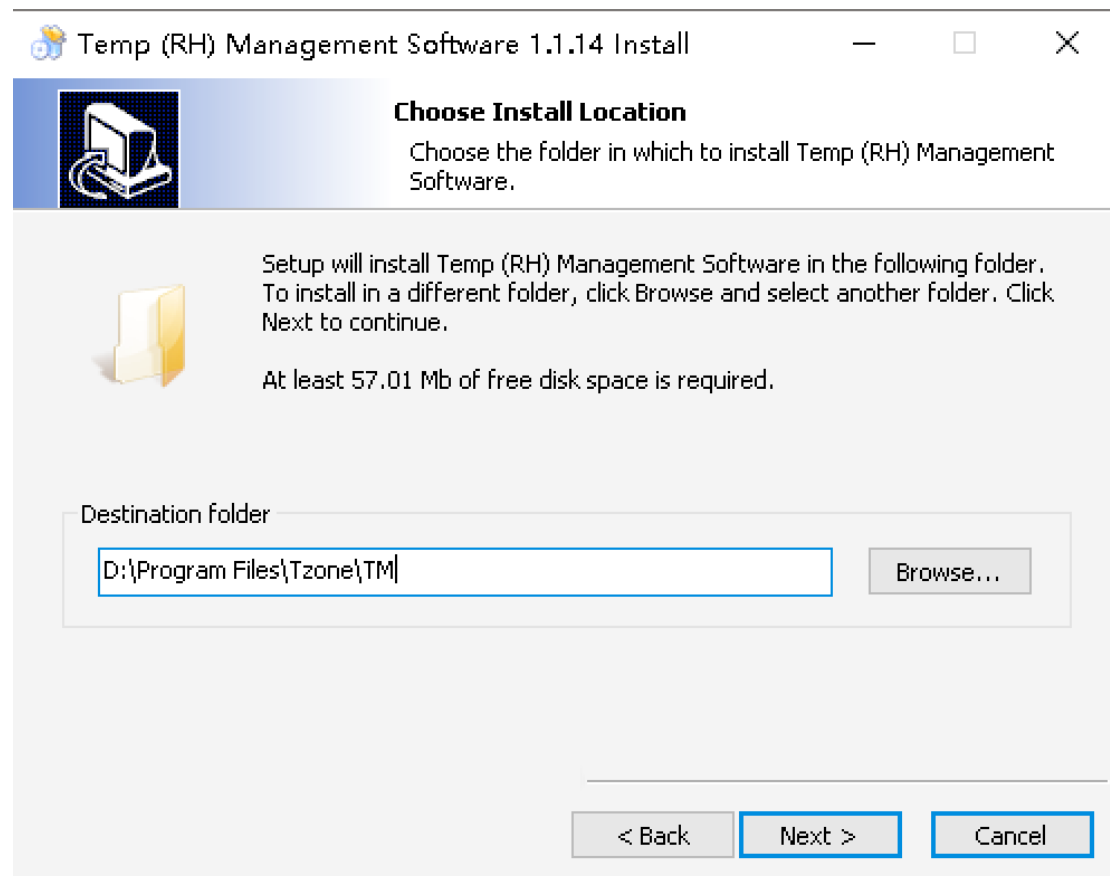 Temp (RH) Management Software 1.1.14 Install
Choose Install Location
Choose the folder in which to install Temp (RH) Management
Software.
Setup will install Temp (RH) Management Software in the following folder.
To install in a different folder, click Browse and select another folder. Click
Next to continue.
At least 57.01 Mb of free disk space is required.
Destination folder
D:\Program Files\Tzone\TM
Browse...
< Back
Next >
Cancel